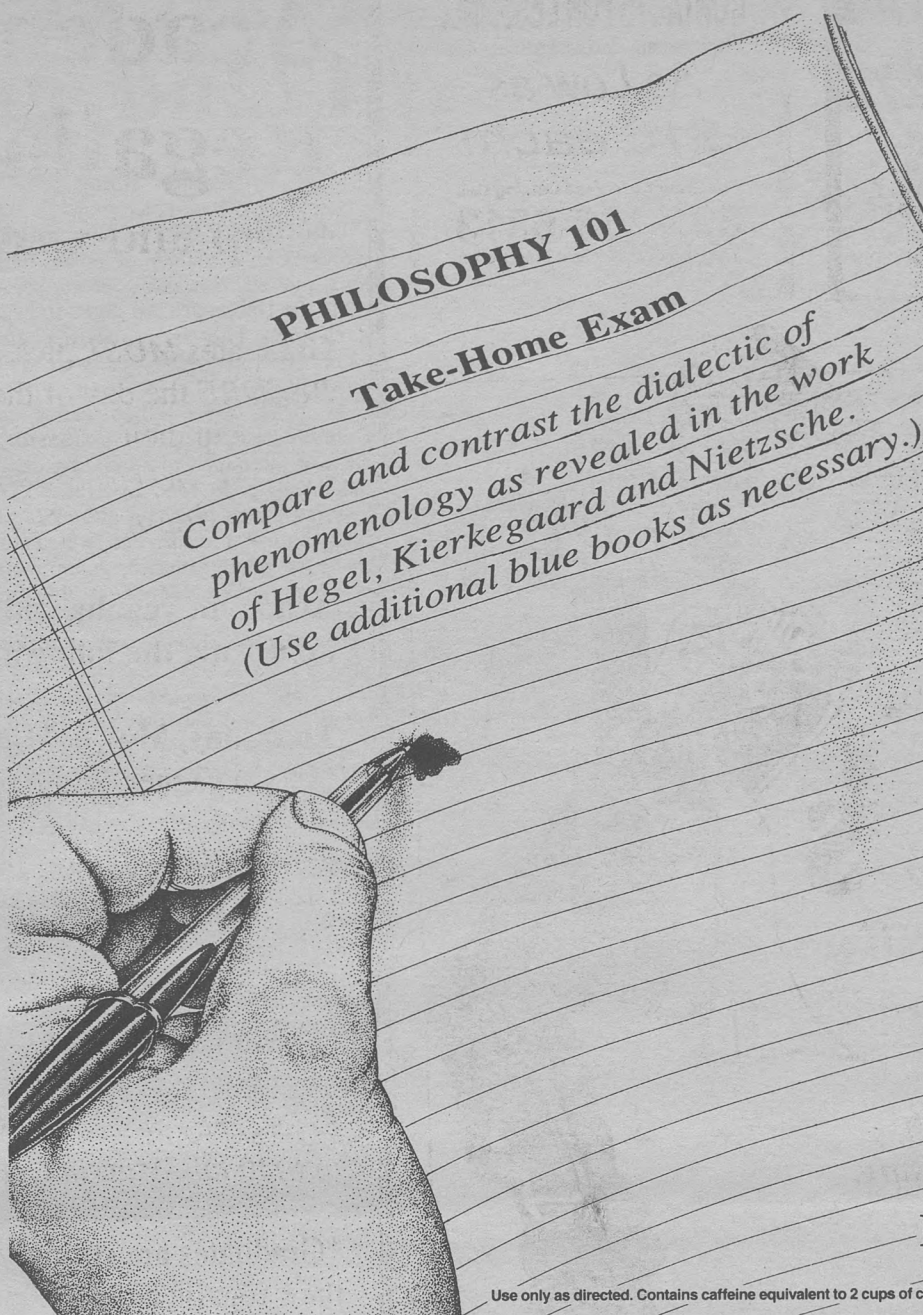 PHILOSOPHY 101
Take-Home Exam
Compare and contrast the dialectic of
phenomenology as revealed in the work
of Hegel, Kierkegaard and Nietzsche.
(Use additional blue books as necessary.)
Use only as directed. Contains caffeine equivalent to 2 cups of